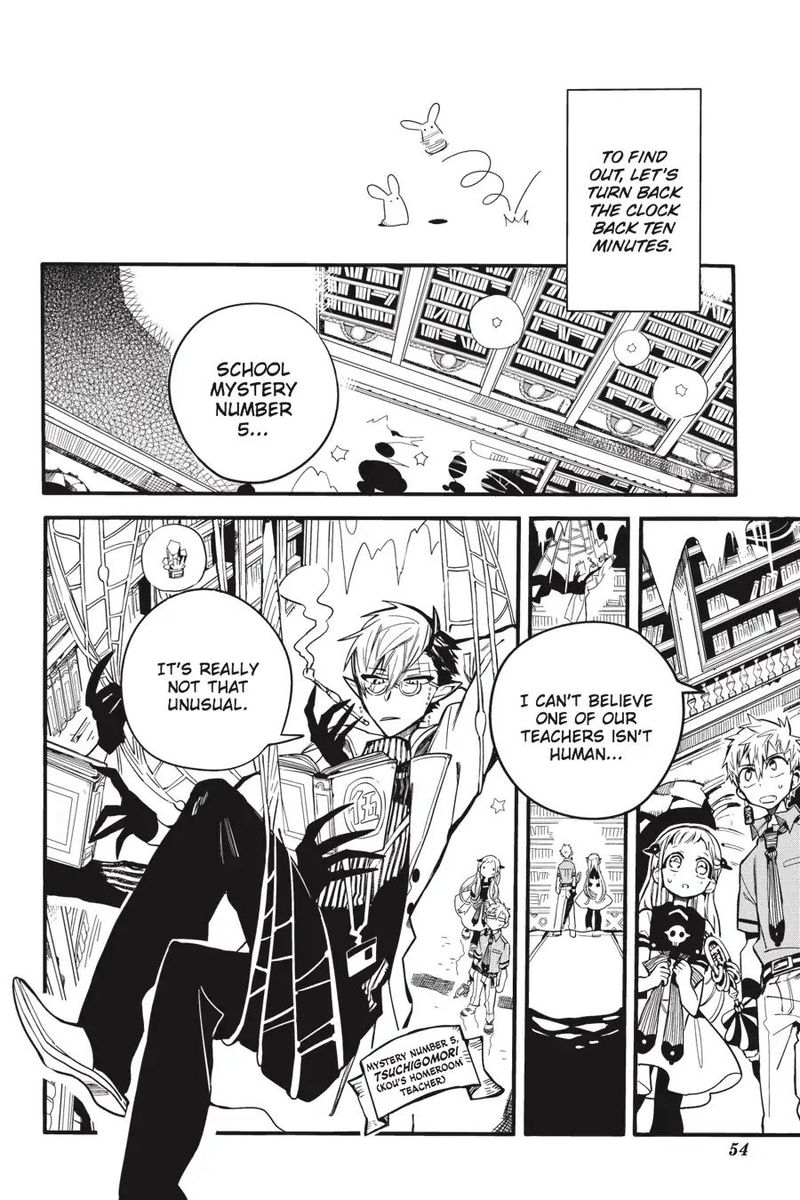 TO FIND
OUT, LET'S
TURN BACK
THE CLOCK
BACK TEN
MINUTES.
SCHOOL
MYSTERY
NUMBER
5...
I CAN'T BELIEVE
ONE OF OUR
TEACHERS ISN'T
HUMAN...
IT'S REALLY
NOT THAT
UNUSUAL.
伍
MYSTERY NUMBER 5,
TSUCHIGOMORI
(KOU'S HOMEROOM
TEACHER)
54